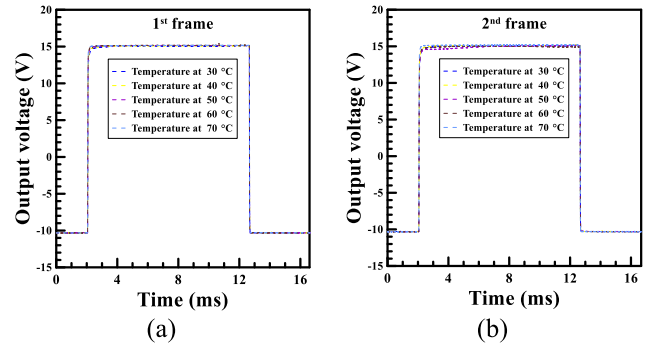 1st frame
Output voltage (V)
20
15
10
5
0
-5
-10
-15
Temperature at 30 °C
Temperature at 40 °C
Temperature at 50 °C
Temperature at 60 °C
Temperature at 70 °C
0 4 8 12 16
Time (ms)
(a)
2nd frame
Output voltage (V)
20
15
10
5
0
-5
-10
-15
Temperature at 30 °C
Temperature at 40 °C
Temperature at 50 °C
Temperature at 60 °C
Temperature at 70 °C
0 4 8 12 16
Time (ms)
(b)